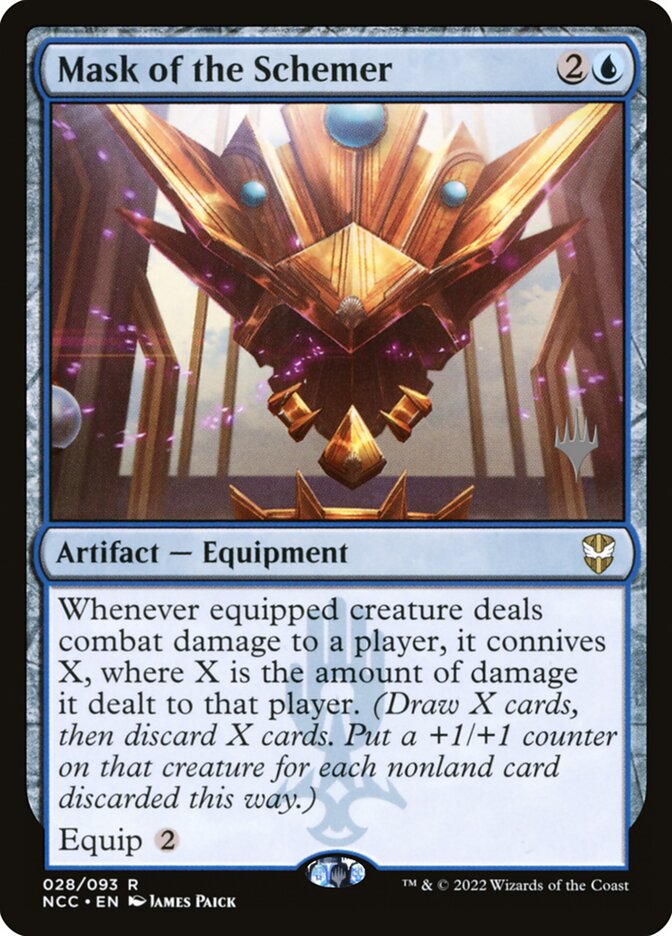 Mask of the Schemer 2
Artifact — Equipment
Whenever equipped creature deals
combat damage to a player, it connives
X, where X is the amount of damage
it dealt to that player. (Draw X cards,
then discard X cards. Put a +1/+1 counter
on that creature for each nonland card
discarded this way.)
Equip 2
028/093 R
NCC • EN James Paick
™ & © 2022 Wizards of the Coast